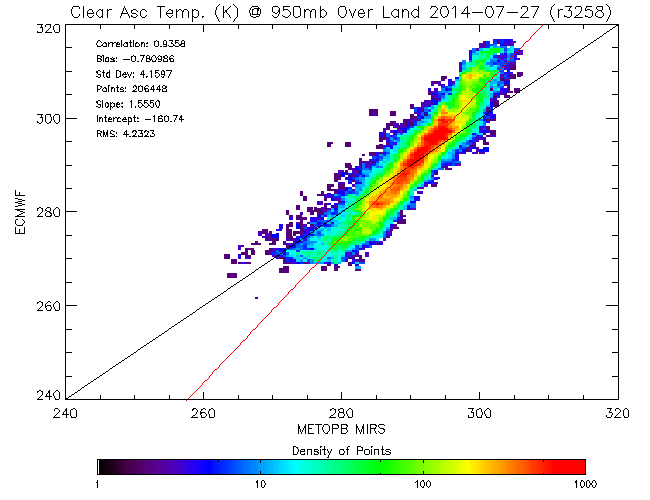 Clear Asc Temp. (K) @ 950mb Over Land 2014-07-27 (r3258)
320
Correlation: 0.9358
Bias: -0.780986
Std Dev: 4.1597
Points: 206448
Slope: 1.5550
Intercept: -160.74
RMS: 4.2323
300
ECMWF
280
260
240
240 260 280 300 320
METOPB MIRS
Density of Points
1 10 100 1000